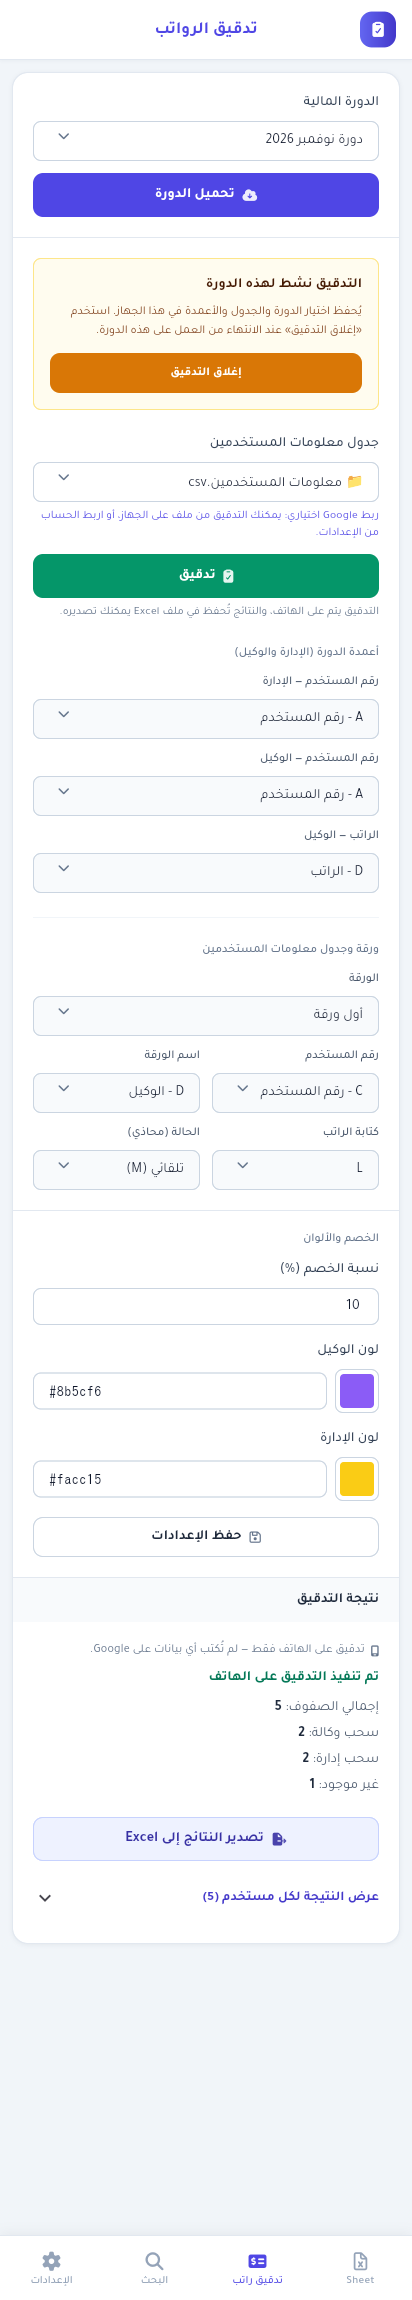 تدقيق الرواتب
الدورة المالية
دورة نوفمبر 2026
تحميل الدورة
التدقيق نشط لهذه الدورة
يُحفظ اختيار الدورة والجدول والأعمدة في هذا الجهاز. استخدم
«إغلاق التدقيق» عند الانتهاء من العمل على هذه الدورة.
إغلاق التدقيق
جدول معلومات المستخدمين
📁 معلومات المستخدمين.csv
ربط Google اختياري: يمكنك التدقيق من ملف على الجهاز، أو اربط الحساب
من الإعدادات.
تدقيق
التدقيق يتم على الهاتف، والنتائج تُحفظ في ملف Excel يمكنك تصديره.
أعمدة الدورة (الإدارة والوكيل)
رقم المستخدم – الإدارة
A - رقم المستخدم
رقم المستخدم – الوكيل
A - رقم المستخدم
الراتب – الوكيل
D - الراتب
ورقة وجدول معلومات المستخدمين
الورقة
أول ورقة
رقم المستخدم
اسم الورقة
C - رقم المستخدم
D - الوكيل
كتابة الراتب
الحالة (محاذي)
L
تلقائي (M)
الخصم والألوان
نسبة الخصم (%)
10
لون الوكيل
#8b5cf6
لون الإدارة
#facc15
حفظ الإعدادات
نتيجة التدقيق
تدقيق على الهاتف فقط – لم تُكتب أي بيانات على Google.
تم تنفيذ التدقيق على الهاتف
إجمالي الصفوف: 5
سحب وكالة: 2
سحب إدارة: 2
غير موجود: 1
تصدير النتائج إلى Excel
عرض النتيجة لكل مستخدم (5)
Sheet
تدقيق راتب
البحث
الإعدادات